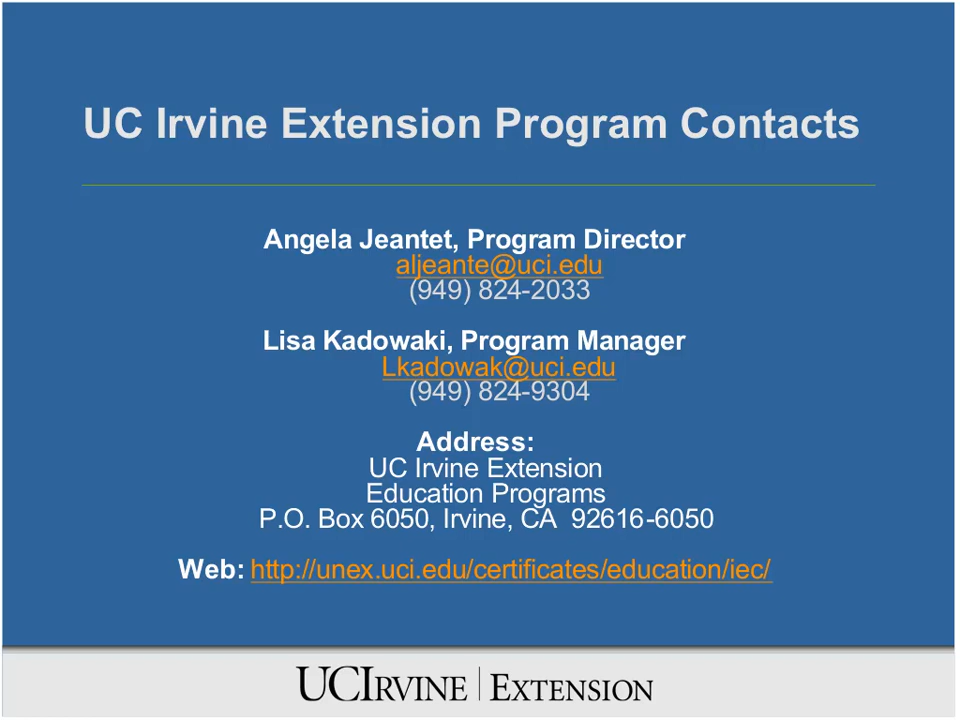 UC Irvine Extension Program Contacts
Angela Jeantet, Program Director
aljeante@uci.edu
(949) 824-2033
Lisa Kadowaki, Program Manager
Lkadowak@uci.edu
(949) 824-9304
Address:
UC Irvine Extension
Education Programs
P.O. Box 6050, Irvine, CA  92616-6050
Web: http://unex.uci.edu/certificates/education/iec/
UCIRVINE | EXTENSION